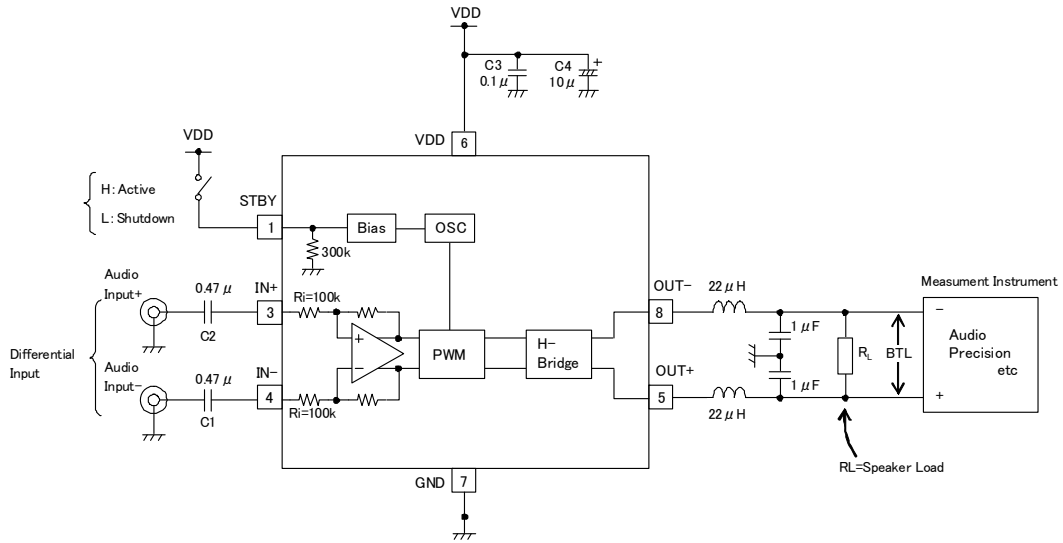 VDD
C3
0.1μ
C4
+
10μ
VDD
6
VDD
H: Active
L: Shutdown
STBY
1
Bias
OSC
300k
Audio
Input+
0.47μ
C2
IN+
3
Ri=100k
Differential
Input
Audio
Input−
0.47μ
C1
IN−
4
Ri=100k
+
−
PWM
H−
Bridge
OUT−
8
22μH
OUT+
5
22μH
1μF
1μF
RL
BTL
Measument Instrument
−
Audio
Precision
etc
+
RL=Speaker Load
GND
7